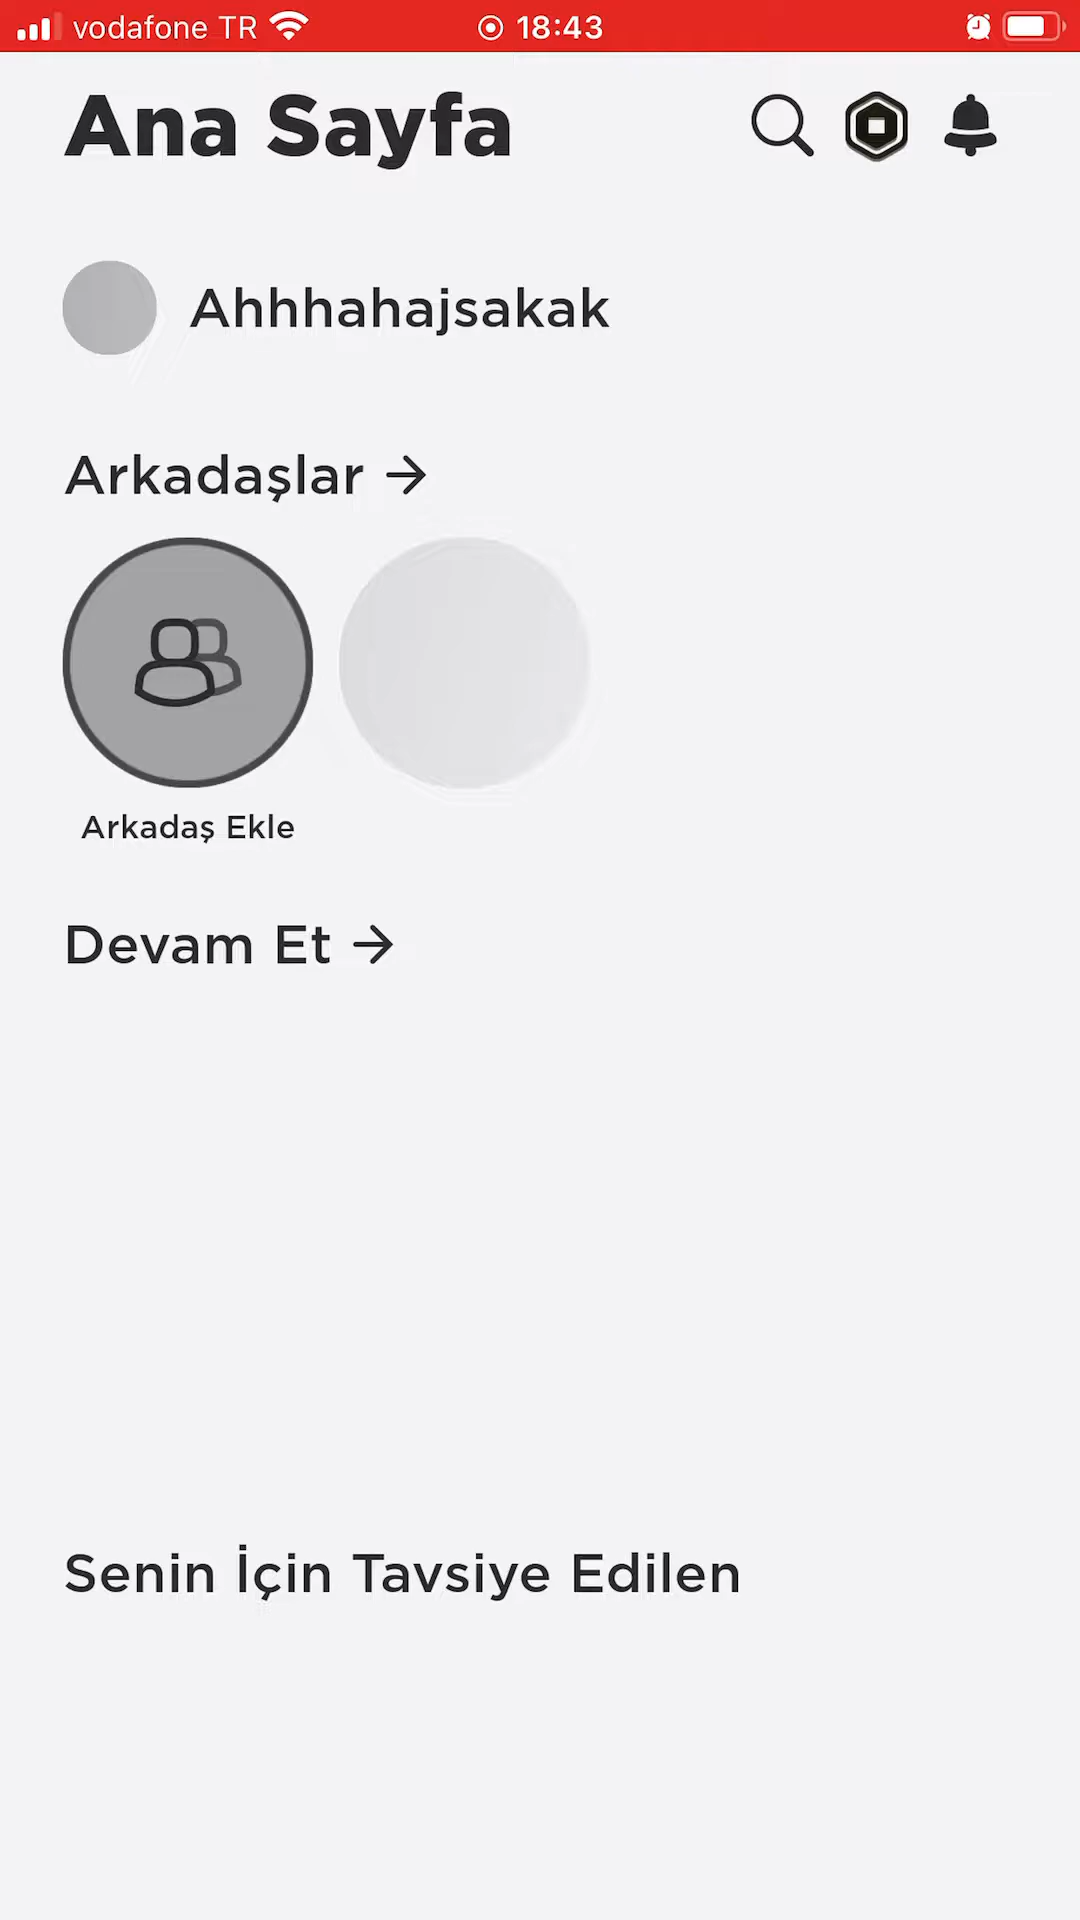 vodafone TR 18:43
Ana Sayfa
Ahhhahajsakak
Arkadaşlar →
Arkadaş Ekle
Devam Et →
Senin İçin Tavsiye Edilen